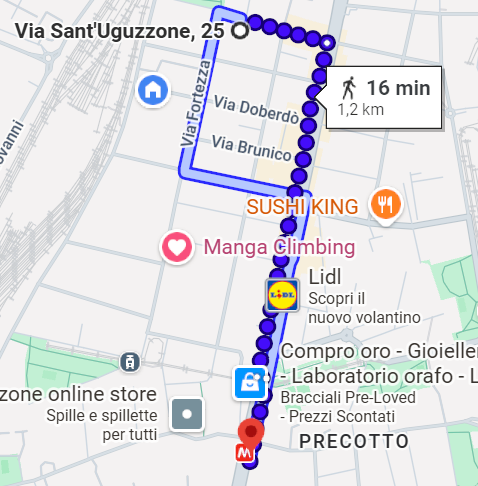 Via Sant'Uguzzone, 25
16 min
1,2 km
Via Fortezza
Via Doberdò
Via Brunico
ovanni
SUSHI KING
Manga Climbing
LIDL
Lidl
Scopri il
nuovo volantino
Compro oro - Gioieller
- Laboratorio orafo - L
Bracciali Pre-Loved
- Prezzi Scontati
zone online store
Spille e spillette
per tutti
M
PRECOTTO